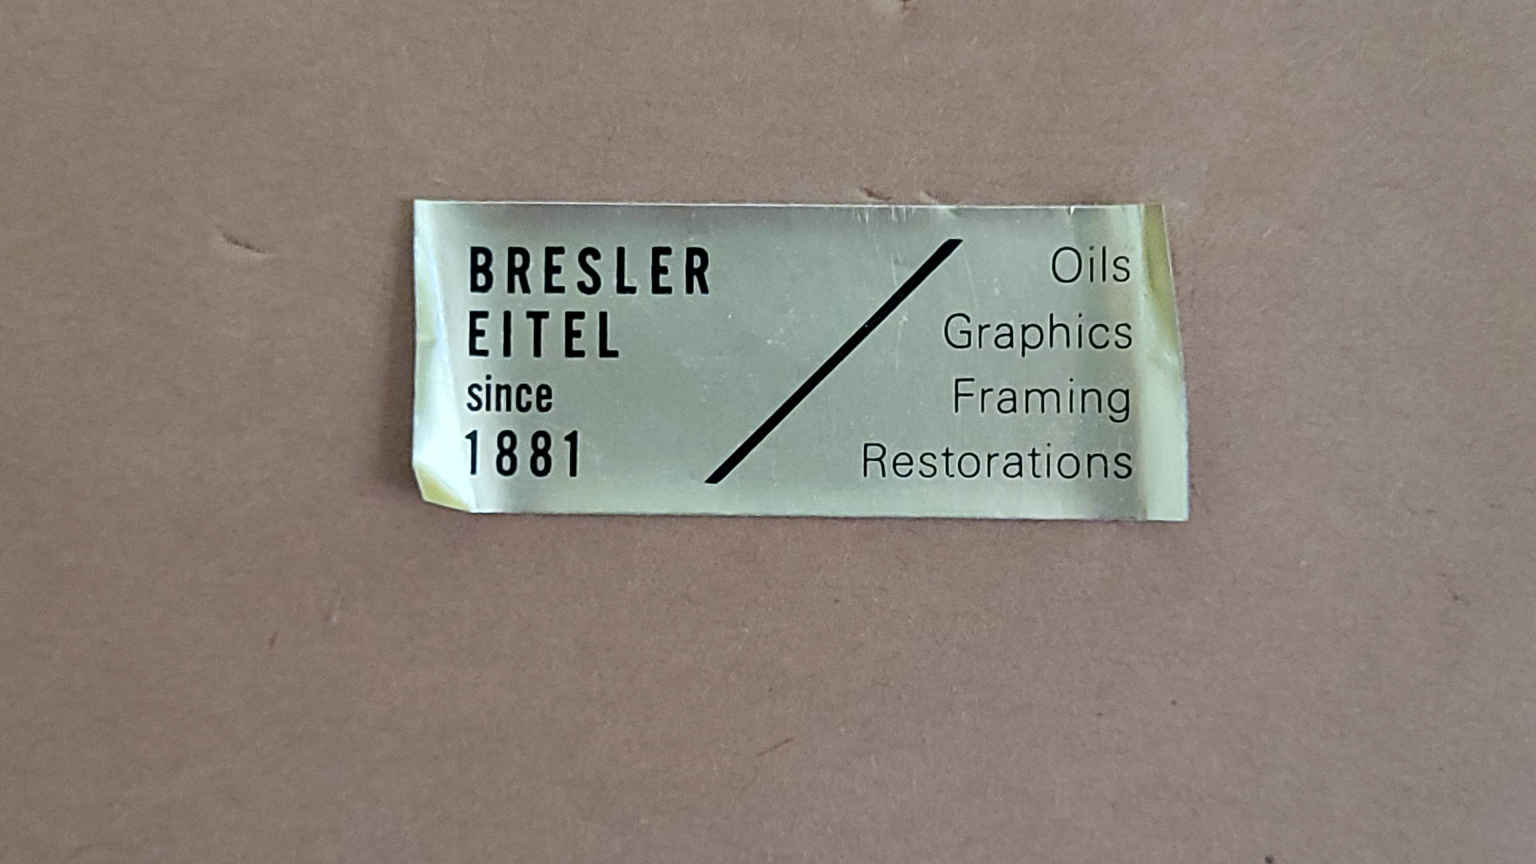 BRESLER
EITEL
since
1881
Oils
Graphics
Framing
Restorations